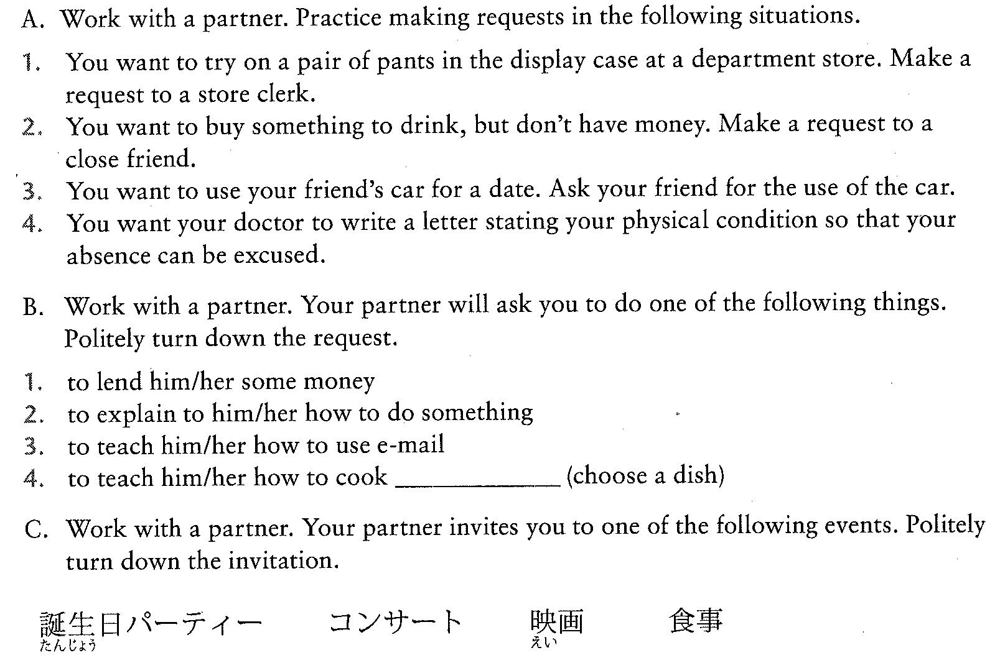 A. Work with a partner. Practice making requests in the following situations.
1. You want to try on a pair of pants in the display case at a department store. Make a
request to a store clerk.
2. You want to buy something to drink, but don't have money. Make a request to a
close friend.
3. You want to use your friend's car for a date. Ask your friend for the use of the car.
4. You want your doctor to write a letter stating your physical condition so that your
absence can be excused.
B. Work with a partner. Your partner will ask you to do one of the following things.
Politely turn down the request.
1. to lend him/her some money
2. to explain to him/her how to do something
3. to teach him/her how to use e-mail
4. to teach him/her how to cook ____________ (choose a dish)
C. Work with a partner. Your partner invites you to one of the following events. Politely
turn down the invitation.
誕生日パーティー コンサート 映画 食事
たんじょう えい